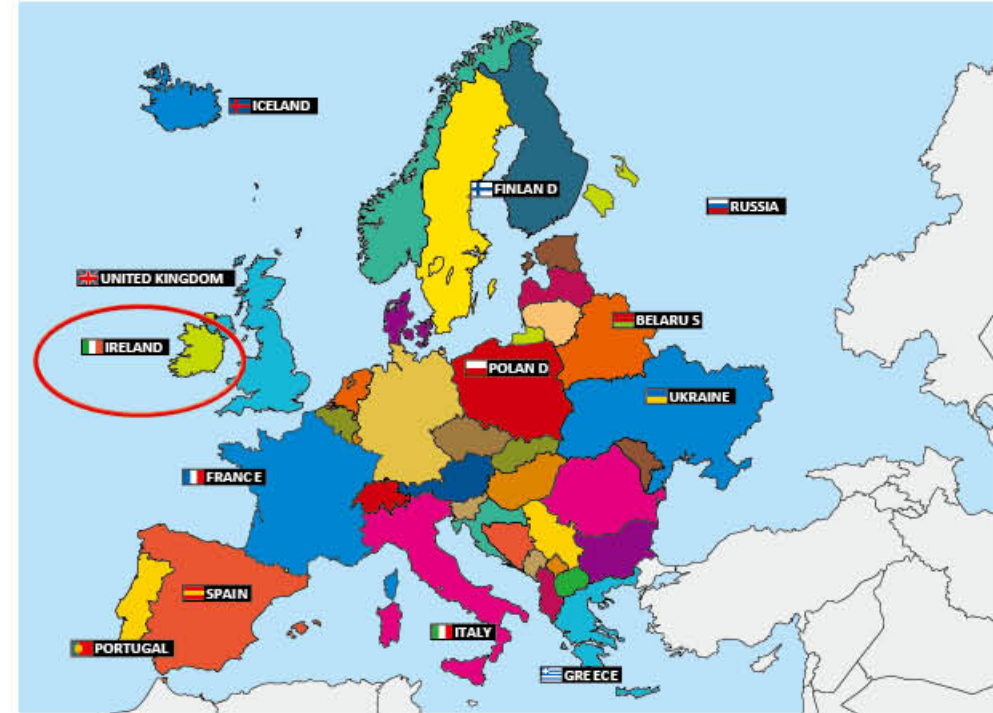 ICELAND
FINLAN D
RUSSIA
UNITED KINGDOM
BELARU S
IRELAND
POLAN D
UKRAINE
FRANC E
SPAIN
ITALY
PORTUGAL
GRE ECE